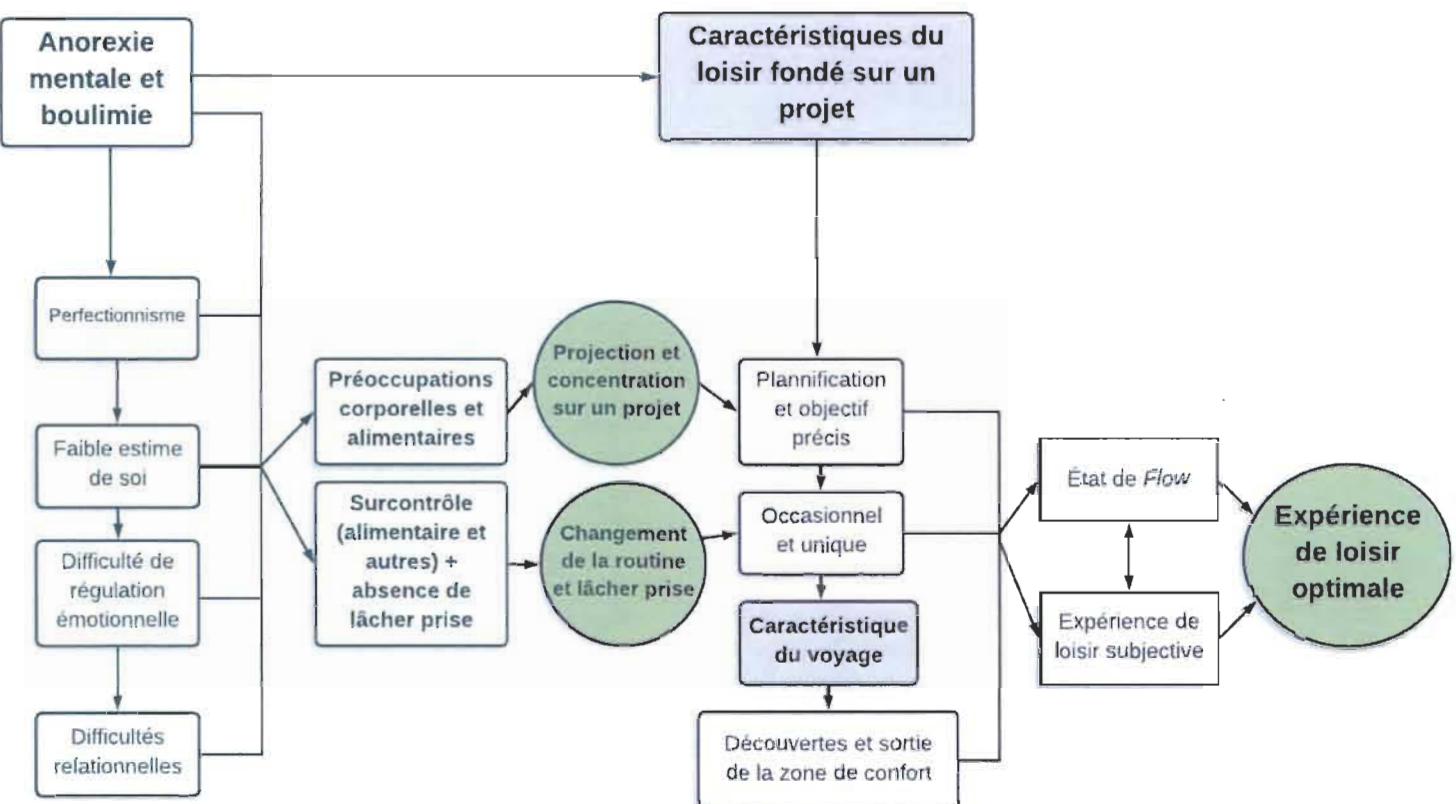 Anorexie
mentale et
boulimie
Caractéristiques du
loisir fondé sur un
projet
Perfectionnisme
Faible estime
de soi
Difficulté de
régulation
émotionnelle
Difficultés
relationnelles
Préoccupations
corporelles et
alimentaires
Surcontrôle
(alimentaire et
autres) +
absence de
lâcher prise
Projection et
concentration
sur un projet
Changement
de la routine
et lâcher prise
Plannification
et objectif
précis
Occasionnel
et unique
Caractéristique
du voyage
Découvertes et sortie
de la zone de confort
État de Flow
Expérience de
loisir subjective
Expérience
de loisir
optimale